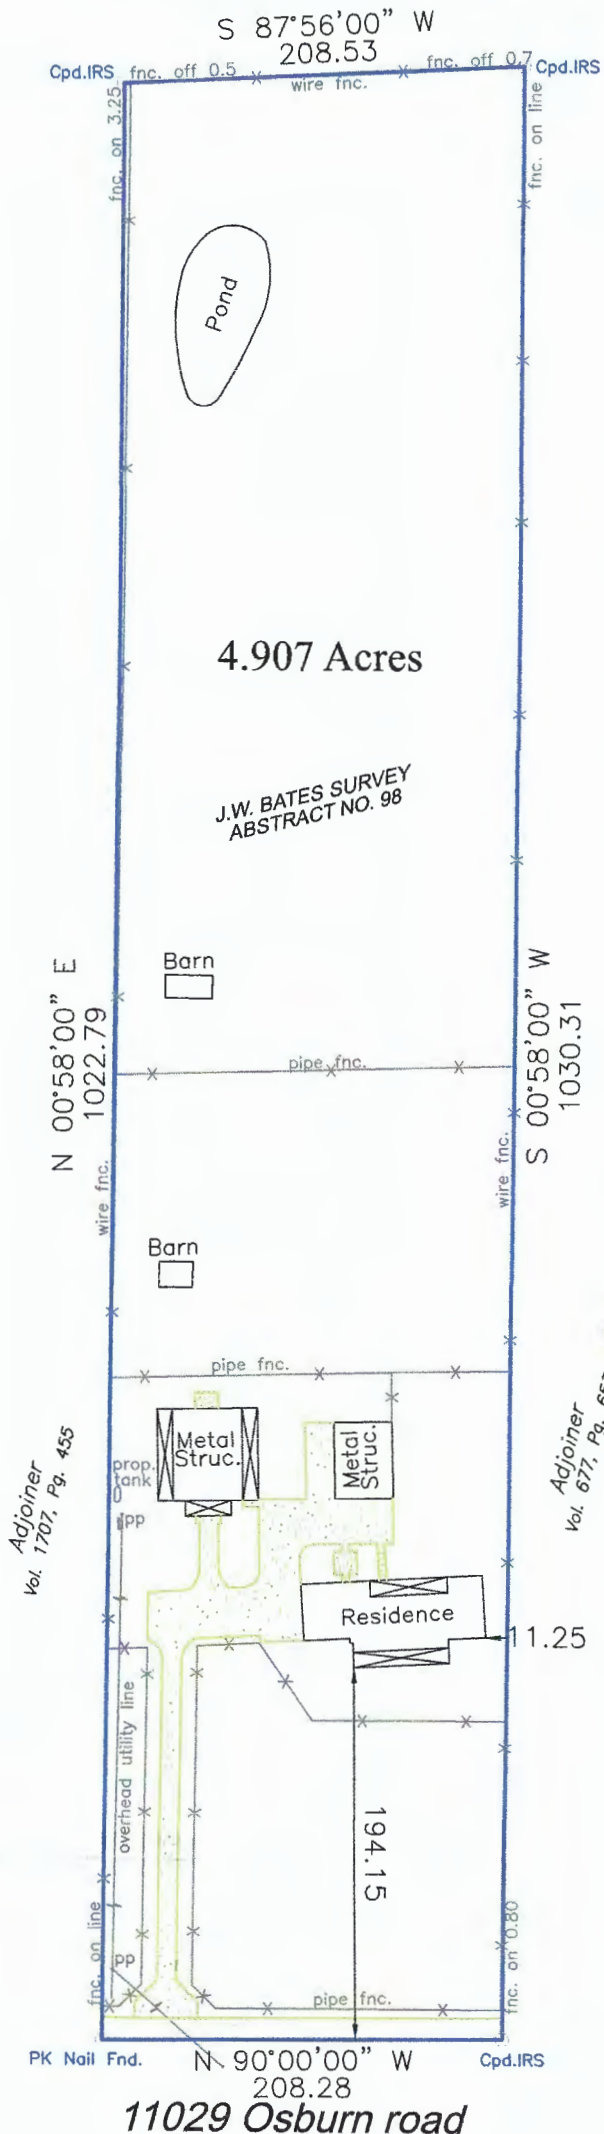 S 87°56'00" W
208.53
Cpd.IRS
fnc. off 0.5
wire fnc.
fnc. off 0.7
Cpd.IRS
fnc. on 3.25
fnc. on line
Pond
4.907 Acres
J.W. BATES SURVEY
ABSTRACT NO. 98
Barn
N 00°58'00" E
1022.79
S 00°58'00" W
1030.31
pipe fnc.
wire fnc.
wire fnc.
Barn
pipe fnc.
Adjoiner
Vol. 1707, Pg. 455
Adjoiner
Vol. 677, Pg.
prop.
tank
Metal
Struc.
Metal
Struc.
pp
Residence
11.25
overhead utility line
194.15
fnc. on line
pp
pipe fnc.
fnc. on 0.80
PK Nail Fnd.
N 90°00'00" W
208.28
Cpd.IRS
11029 Osburn road